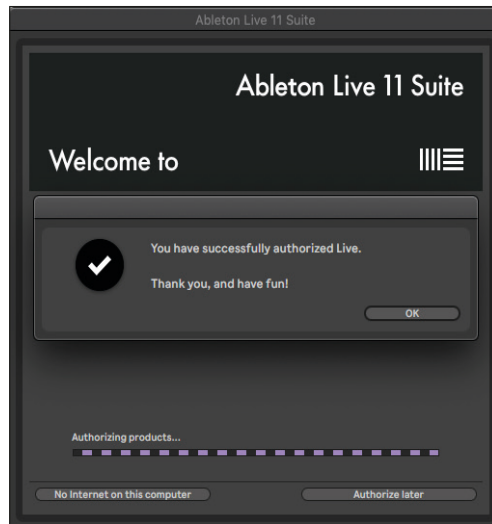 Ableton Live 11 Suite
Ableton Live 11 Suite
Welcome to
You have successfully authorized Live.
Thank you, and have fun!
OK
Authorizing products...
No Internet on this computer
Authorize later